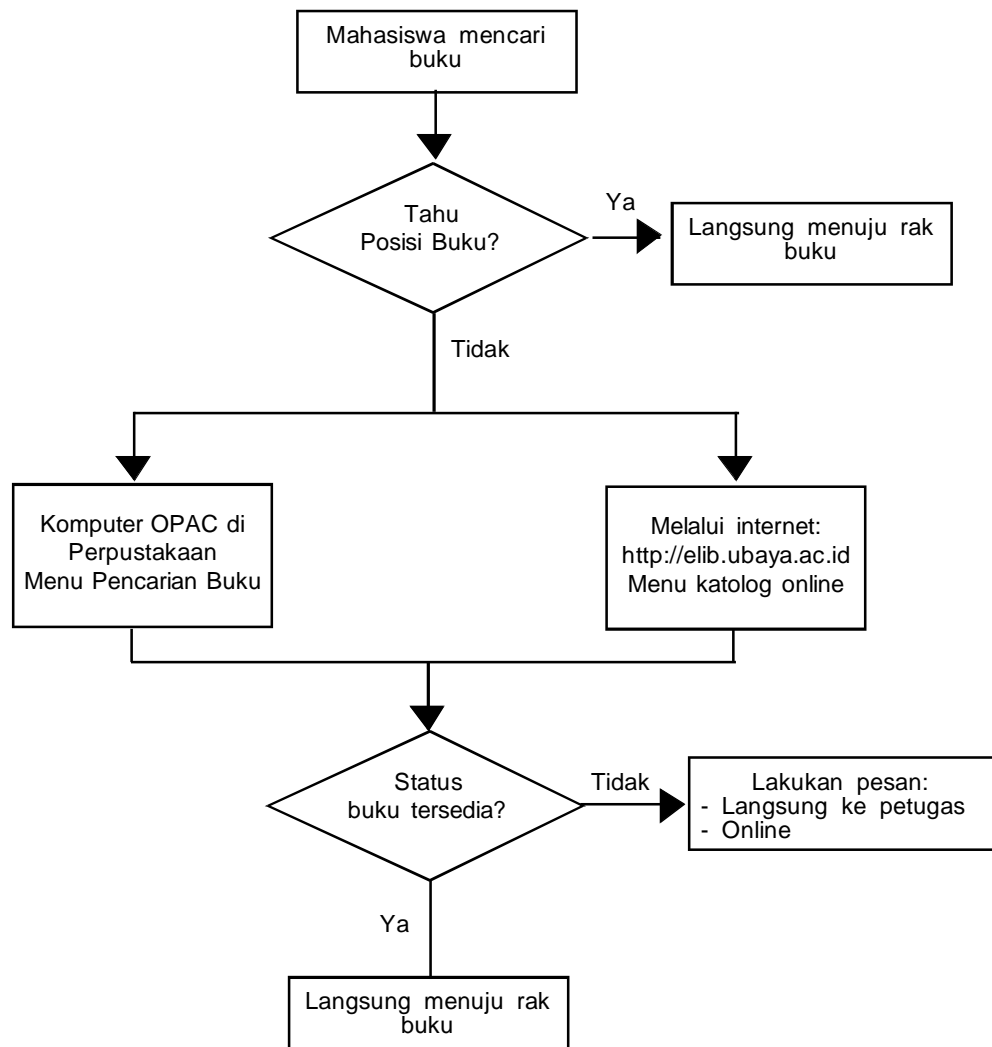 Mahasiswa mencari
buku
Tahu
Posisi Buku?
Ya
Langsung menuju rak
buku
Tidak
Komputer OPAC di
Perpustakaan
Menu Pencarian Buku
Melalui internet:
http://elib.ubaya.ac.id
Menu katolog online
Status
buku tersedia?
Tidak
Lakukan pesan:
- Langsung ke petugas
- Online
Ya
Langsung menuju rak
buku